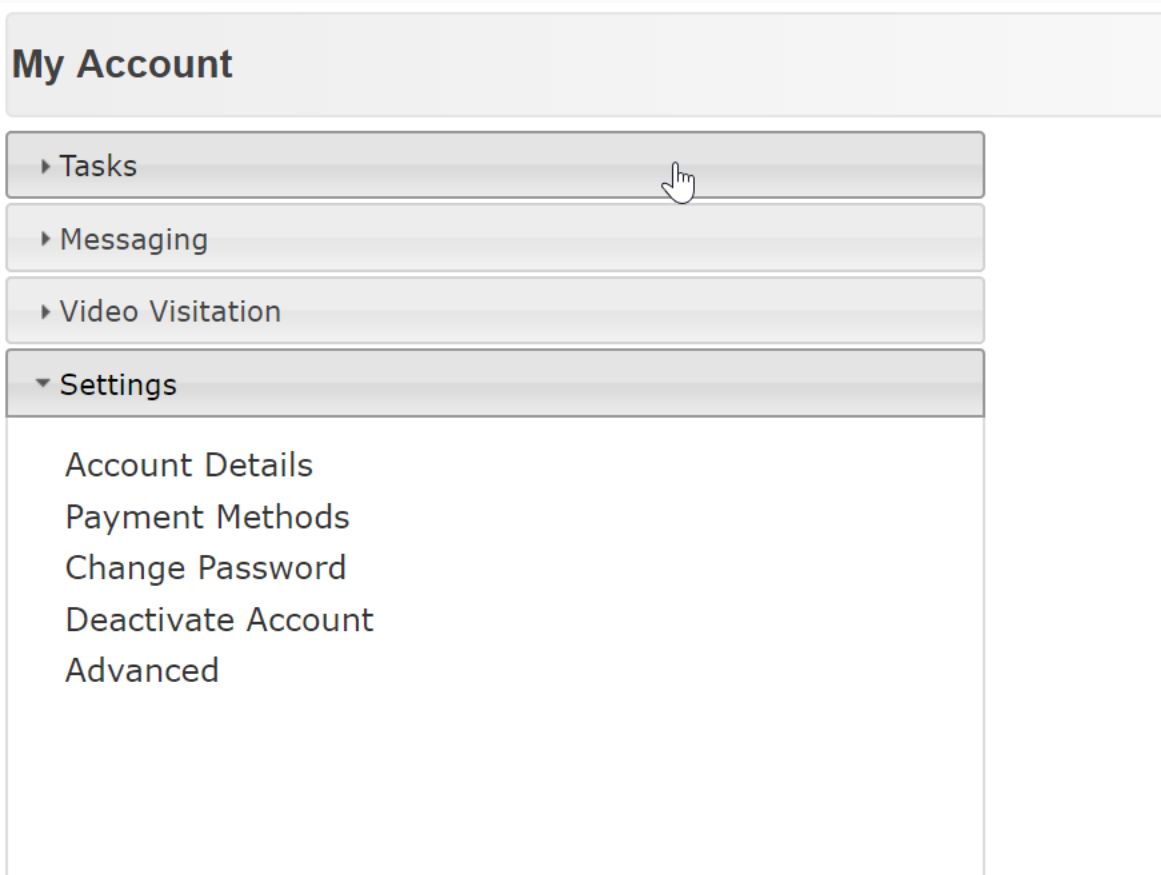 My Account
Tasks
Messaging
Video Visitation
Settings
Account Details
Payment Methods
Change Password
Deactivate Account
Advanced